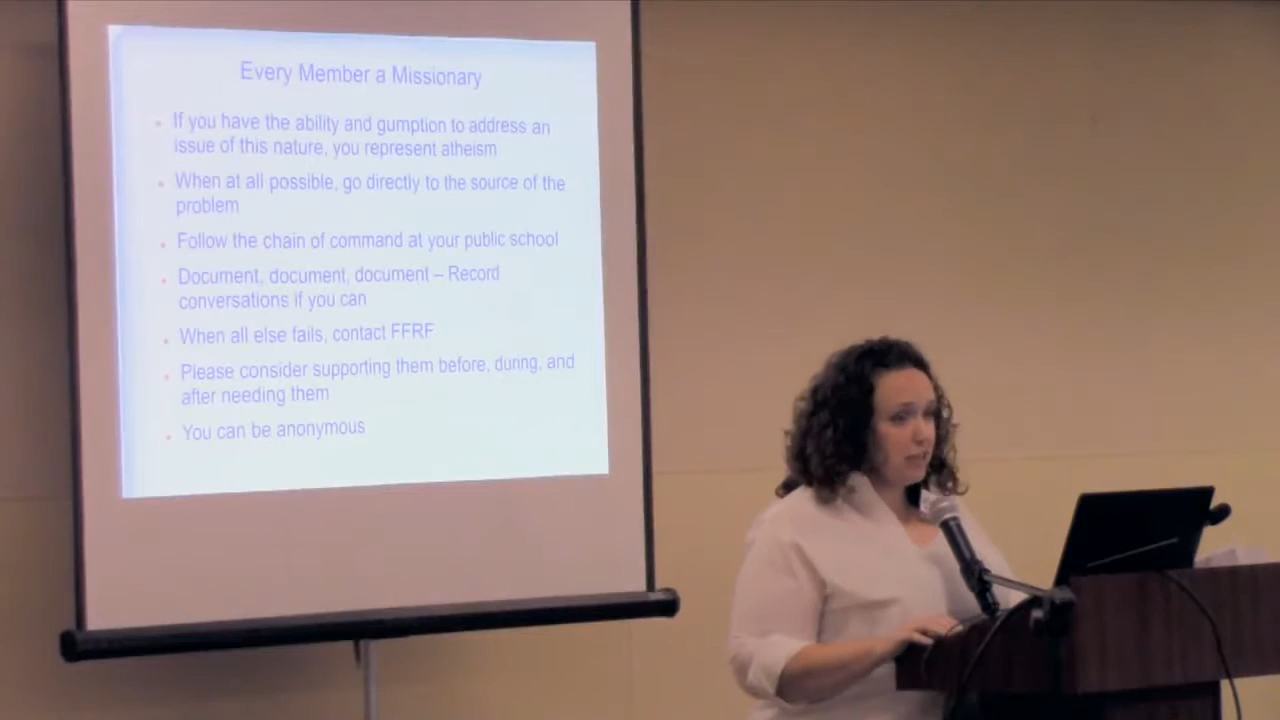 Every Member a Missionary
If you have the ability and gumption to address an
issue of this nature, you represent atheism
When at all possible, go directly to the source of the
problem
Follow the chain of command at your public school
Document, document, document – Record
conversations if you can
When all else fails, contact FFRF
Please consider supporting them before, during, and
after needing them
You can be anonymous